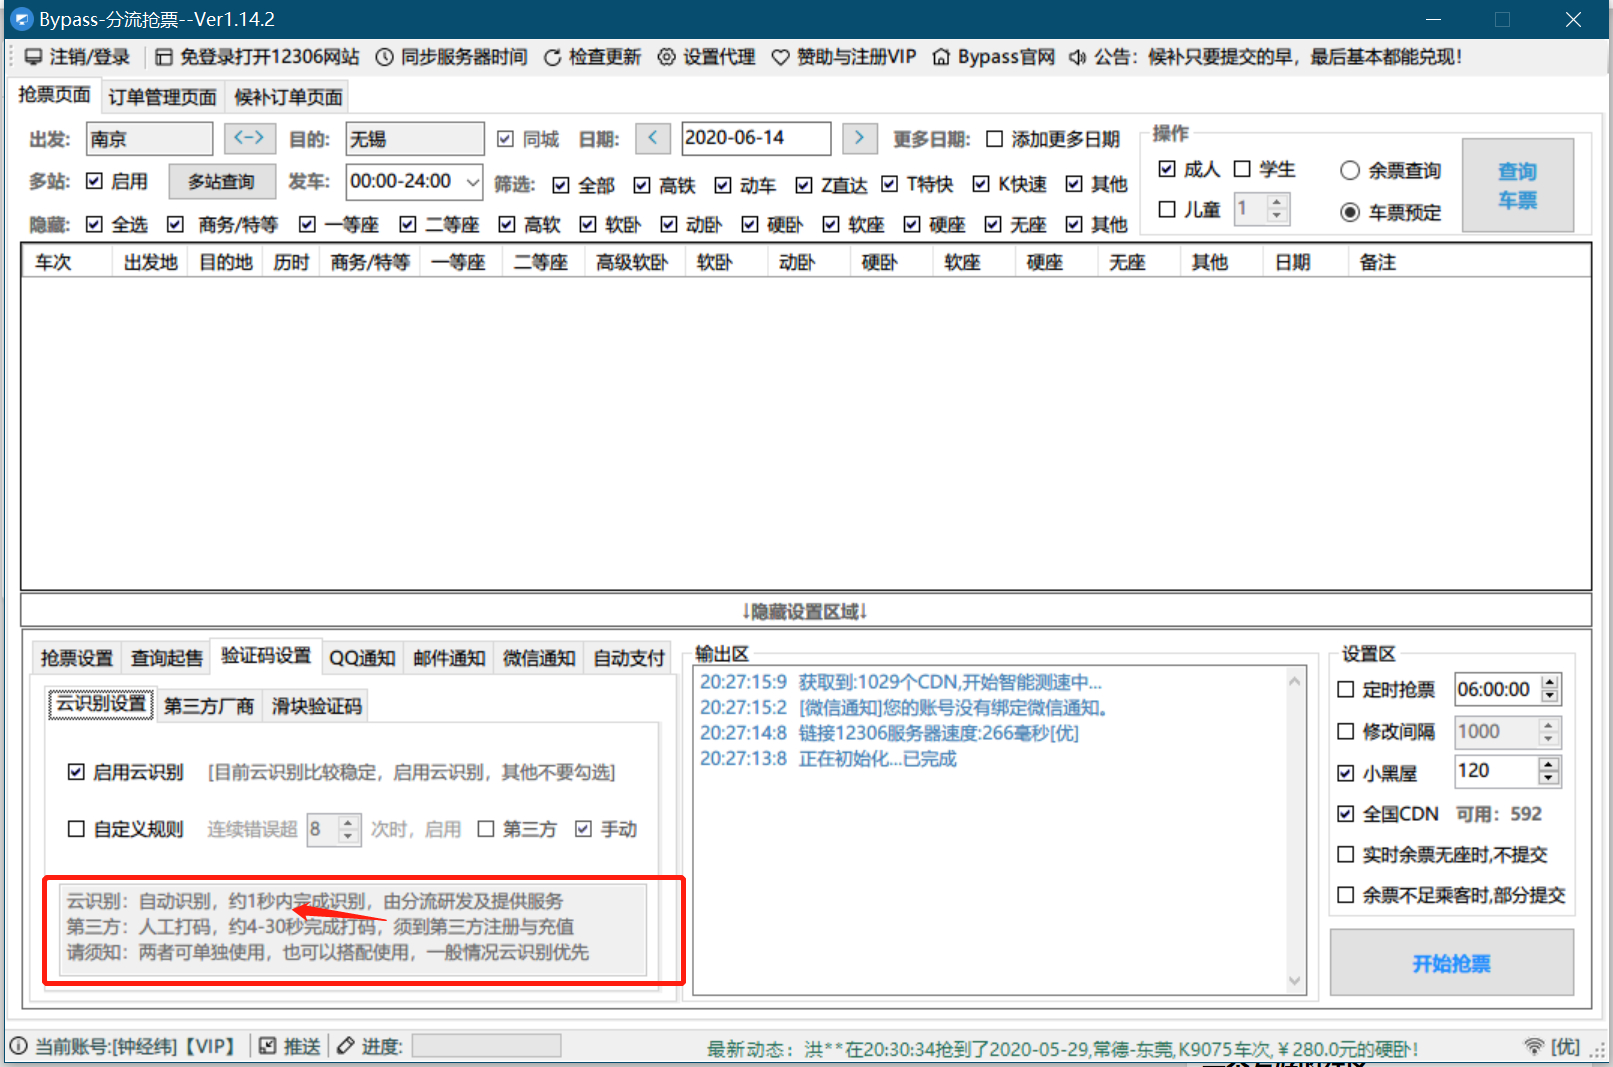 Bypass-分流抢票--Ver1.14.2
注销/登录 免登录打开12306网站 同步服务器时间 检查更新 设置代理 赞助与注册VIP Bypass官网 公告：候补只要提交的早，最后基本都能兑现！
抢票页面 订单管理页面 候补订单页面
出发: 南京 <-> 目的: 无锡 同城 日期: < 2020-06-14 > 更多日期: 添加更多日期 操作
多站: 启用 多站查询 发车: 00:00-24:00 筛选: 全部 高铁 动车 Z直达 T特快 K快速 其他 成人 学生 余票查询 查询
车票
隐藏: 全选 商务/特等 一等座 二等座 高软 软卧 动卧 硬卧 软座 硬座 无座 其他 儿童 1 车票预定
车次 出发地 目的地 历时 商务/特等 一等座 二等座 高级软卧 软卧 动卧 硬卧 软座 硬座 无座 其他 日期 备注
↓隐藏设置区域↓
抢票设置 查询起售 验证码设置 QQ通知 邮件通知 微信通知 自动支付
云识别设置 第三方厂商 滑块验证码
启用云识别 [目前云识别比较稳定，启用云识别，其他不要勾选]
自定义规则 连续错误超 8 次时，启用 第三方 手动
云识别：自动识别，约1秒内完成识别，由分流研发及提供服务
第三方：人工打码，约4-30秒完成打码，须到第三方注册与充值
请须知：两者可单独使用，也可以搭配使用，一般情况云识别优先
输出区
20:27:15:9 获取到:1029个CDN,开始智能测速中...
20:27:15:2 [微信通知]您的账号没有绑定微信通知。
20:27:14:8 链接12306服务器速度:266毫秒[优]
20:27:13:8 正在初始化...已完成
设置区
定时抢票 06:00:00
修改间隔 1000
小黑屋 120
全国CDN 可用：592
实时余票无座时,不提交
余票不足乘客时,部分提交
开始抢票
当前账号:[钟经纬]【VIP】 推送 进度: 最新动态：洪**在20:30:34抢到了2020-05-29,常德-东莞,K9075车次,￥280.0元的硬卧! [优]